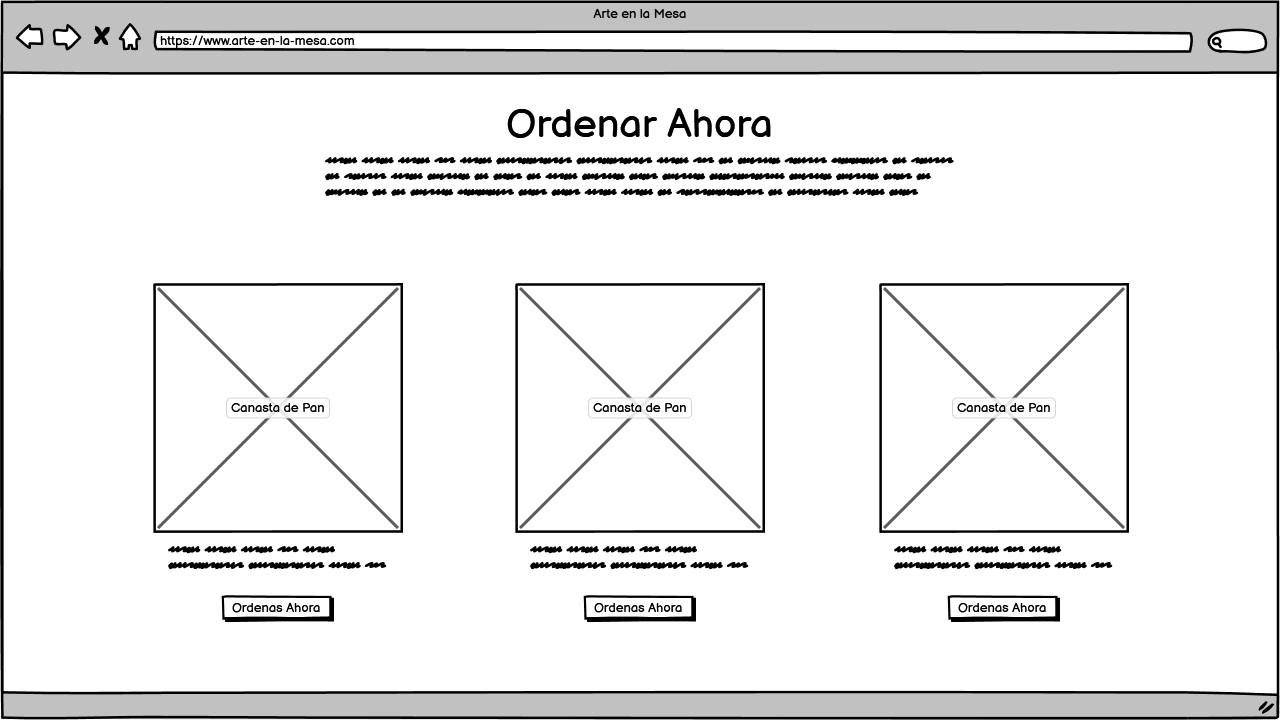 Arte en la Mesa
https://www.arte-en-la-mesa.com
Ordenar Ahora
Canasta de Pan
Canasta de Pan
Canasta de Pan
Ordenas Ahora
Ordenas Ahora
Ordenas Ahora